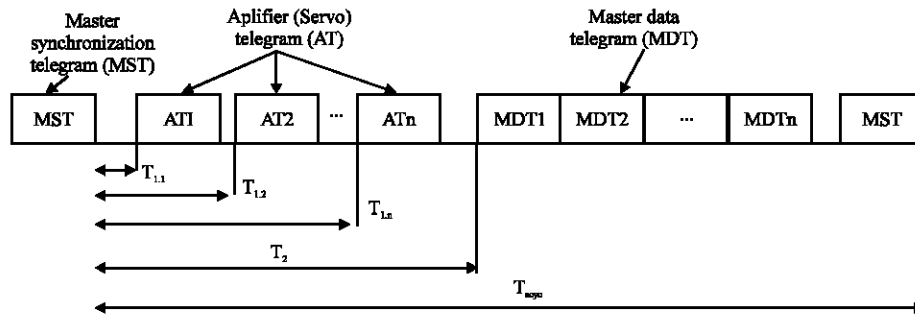 Master
synchronization
telegram (MST)
Aplifier (Servo)
telegram (AT)
Master data
telegram (MDT)
MST
AT1
AT2
...
ATn
MDT1
MDT2
...
MDTn
MST
T1.1
T1.2
T1.n
T2